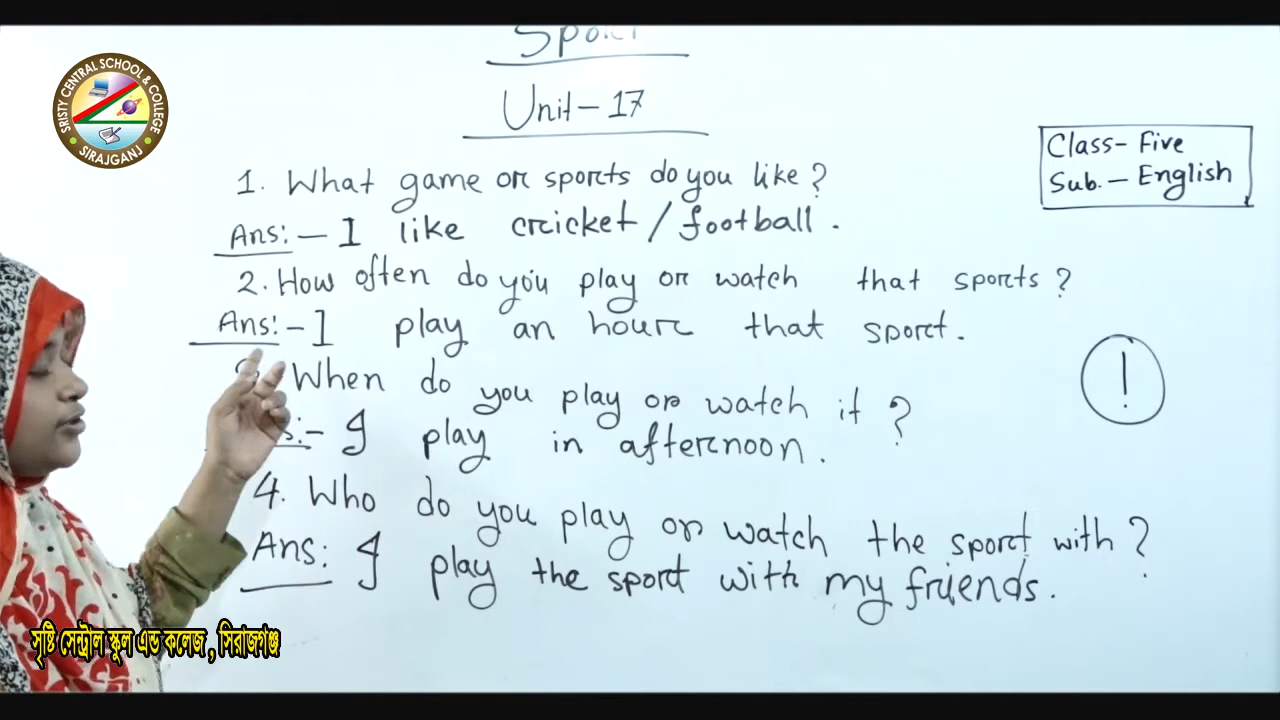 SRISTY CENTRAL SCHOOL & COLLEGE
SIRAJGANJ
Sport
Unit - 17
Class - Five
Sub. - English
1. What game or sports do you like?
Ans: - I like cricket / football.
2. How often do you play or watch that sports?
Ans: - I play an hour that sport.
When do you play or watch it?
I play in afternoon.
4. Who do you play or watch the sport with?
Ans: I play the sport with my friends.
!
সৃষ্টি সেন্ট্রাল স্কুল এন্ড কলেজ, সিরাজগঞ্জ